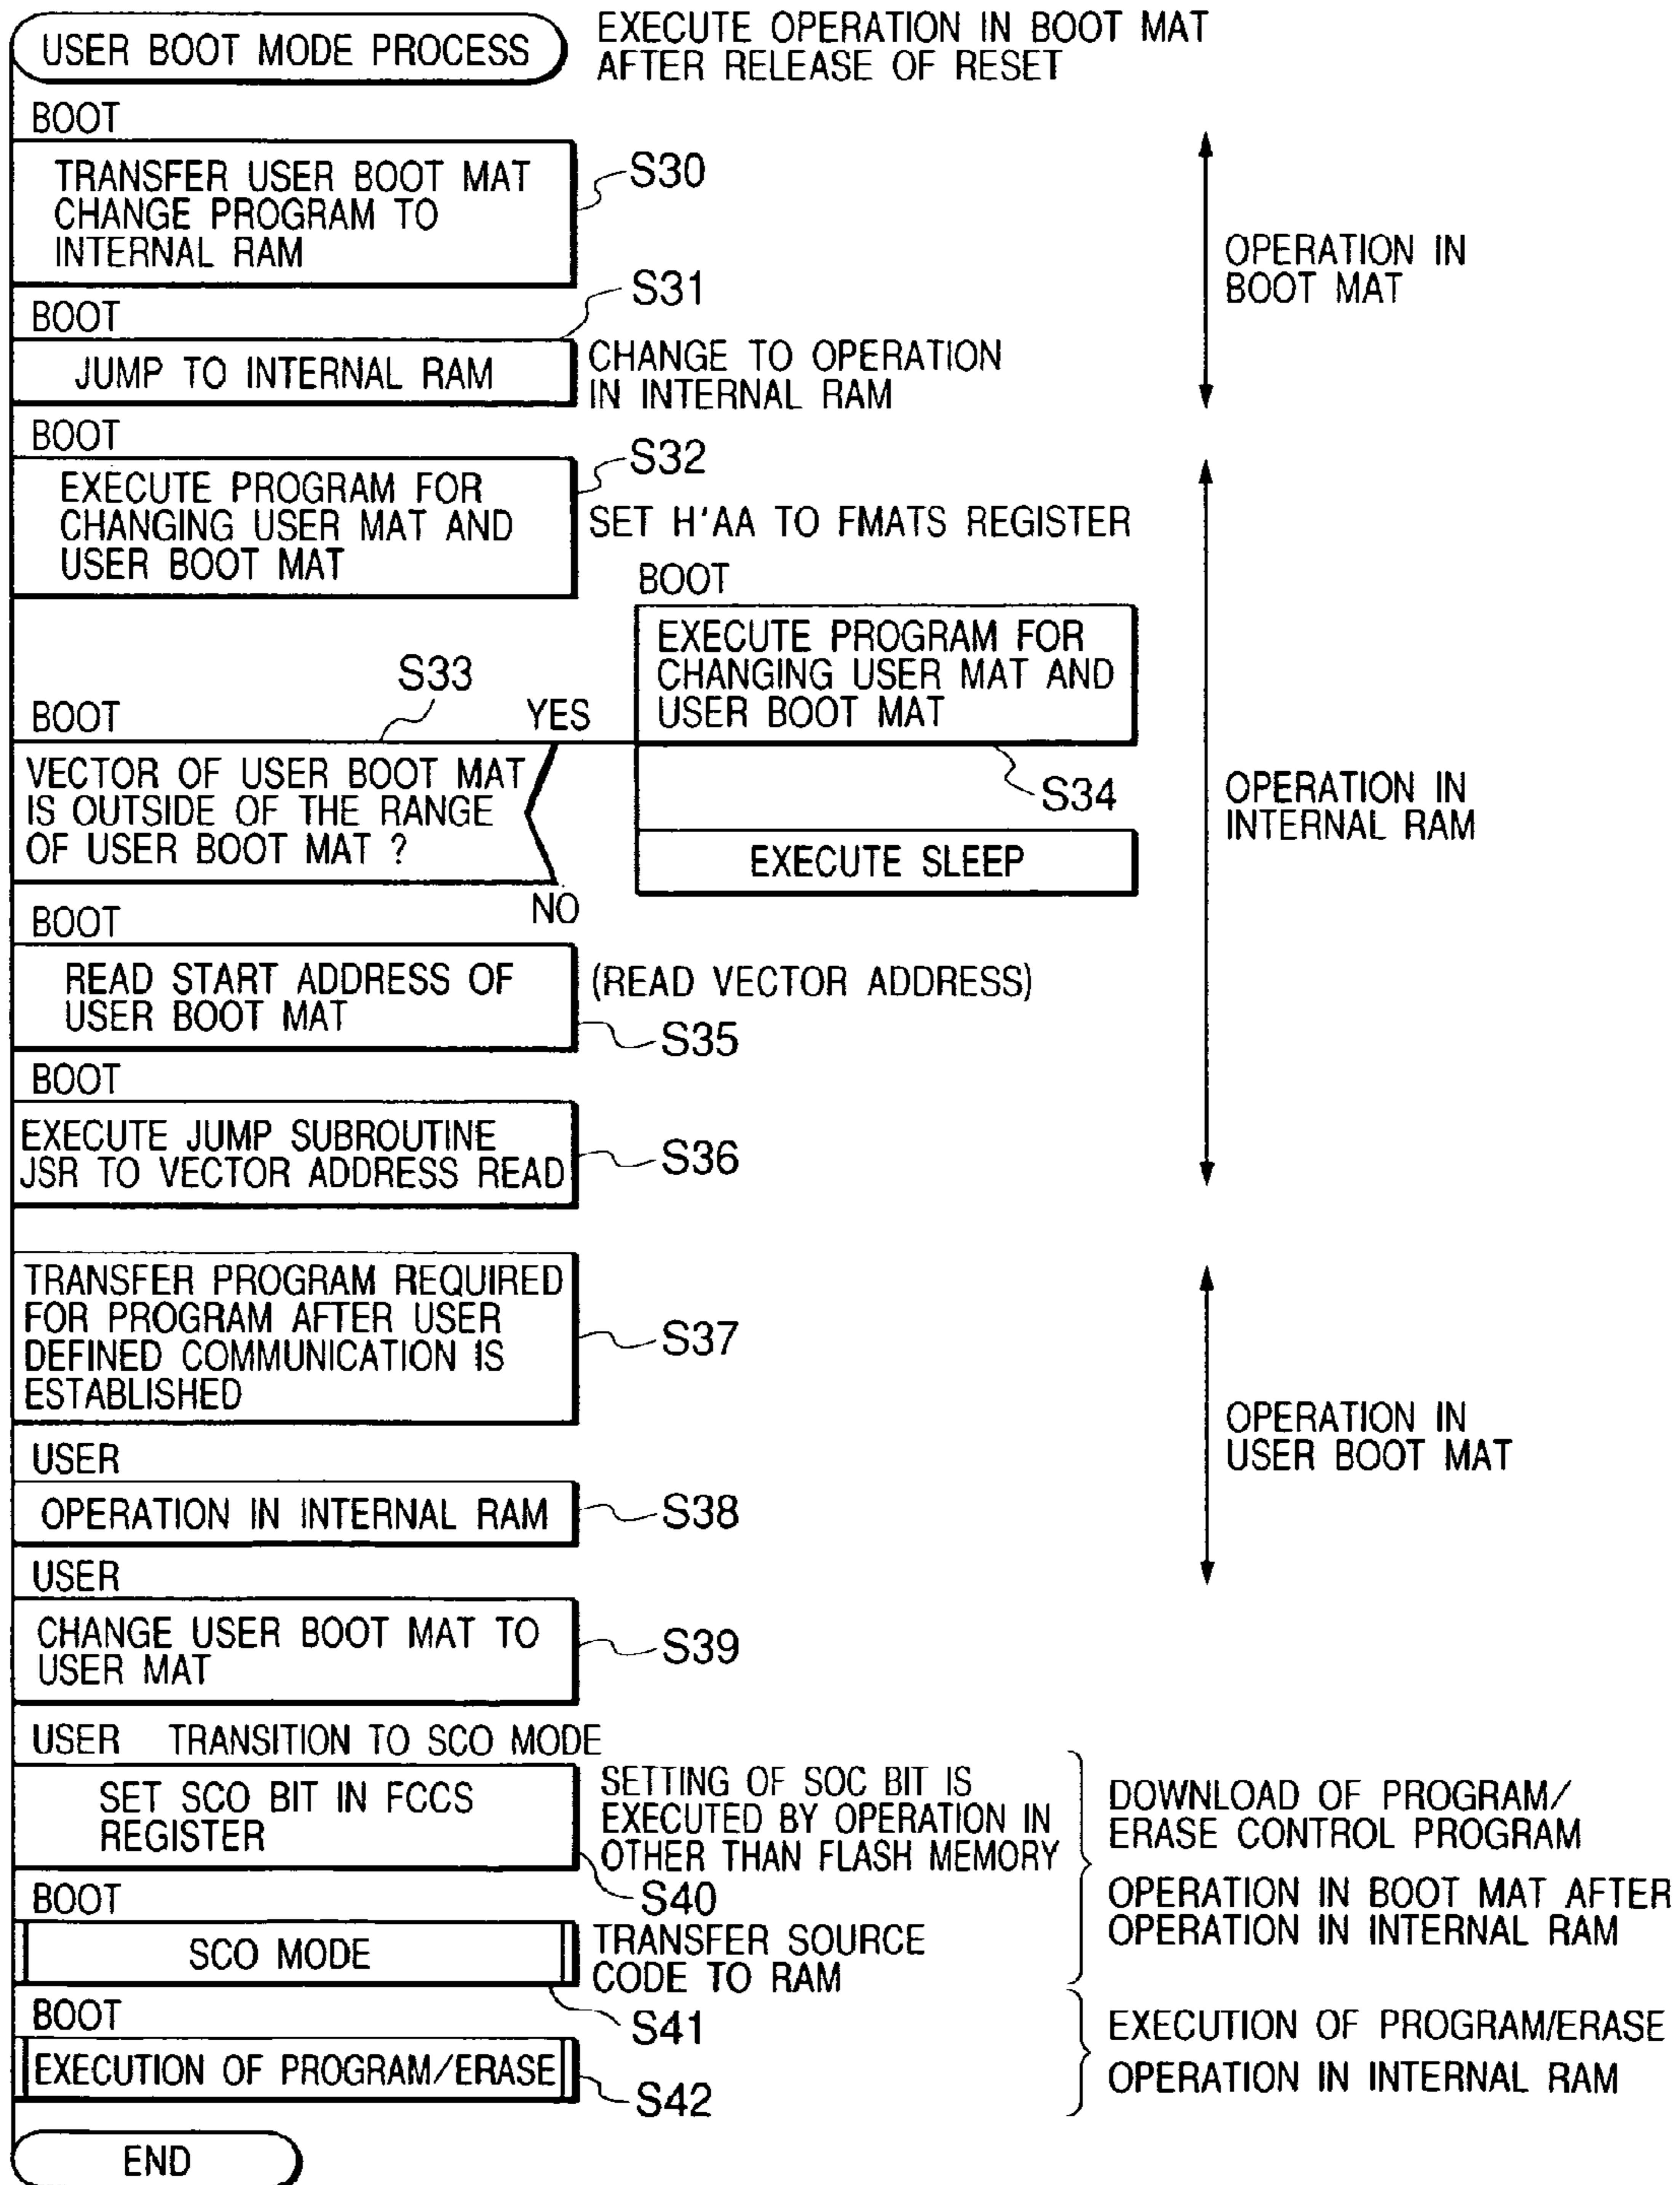 USER BOOT MODE PROCESS
EXECUTE OPERATION IN BOOT MAT
AFTER RELEASE OF RESET
BOOT
TRANSFER USER BOOT MAT
CHANGE PROGRAM TO
INTERNAL RAM
S30
OPERATION IN
BOOT MAT
BOOT
S31
JUMP TO INTERNAL RAM
CHANGE TO OPERATION
IN INTERNAL RAM
BOOT
S32
EXECUTE PROGRAM FOR
CHANGING USER MAT AND
USER BOOT MAT
SET H'AA TO FMATS REGISTER
BOOT
EXECUTE PROGRAM FOR
CHANGING USER MAT AND
USER BOOT MAT
S34
EXECUTE SLEEP
BOOT
S33
YES
VECTOR OF USER BOOT MAT
IS OUTSIDE OF THE RANGE
OF USER BOOT MAT ?
NO
OPERATION IN
INTERNAL RAM
BOOT
READ START ADDRESS OF
USER BOOT MAT
(READ VECTOR ADDRESS)
S35
BOOT
EXECUTE JUMP SUBROUTINE
JSR TO VECTOR ADDRESS READ
S36
TRANSFER PROGRAM REQUIRED
FOR PROGRAM AFTER USER
DEFINED COMMUNICATION IS
ESTABLISHED
S37
OPERATION IN
USER BOOT MAT
USER
OPERATION IN INTERNAL RAM
S38
USER
CHANGE USER BOOT MAT TO
USER MAT
S39
USER TRANSITION TO SCO MODE
SET SCO BIT IN FCCS
REGISTER
SETTING OF SOC BIT IS
EXECUTED BY OPERATION IN
OTHER THAN FLASH MEMORY
S40
DOWNLOAD OF PROGRAM/
ERASE CONTROL PROGRAM
OPERATION IN BOOT MAT AFTER
OPERATION IN INTERNAL RAM
BOOT
SCO MODE
TRANSFER SOURCE
CODE TO RAM
S41
BOOT
EXECUTION OF PROGRAM/ERASE
S42
EXECUTION OF PROGRAM/ERASE
OPERATION IN INTERNAL RAM
END